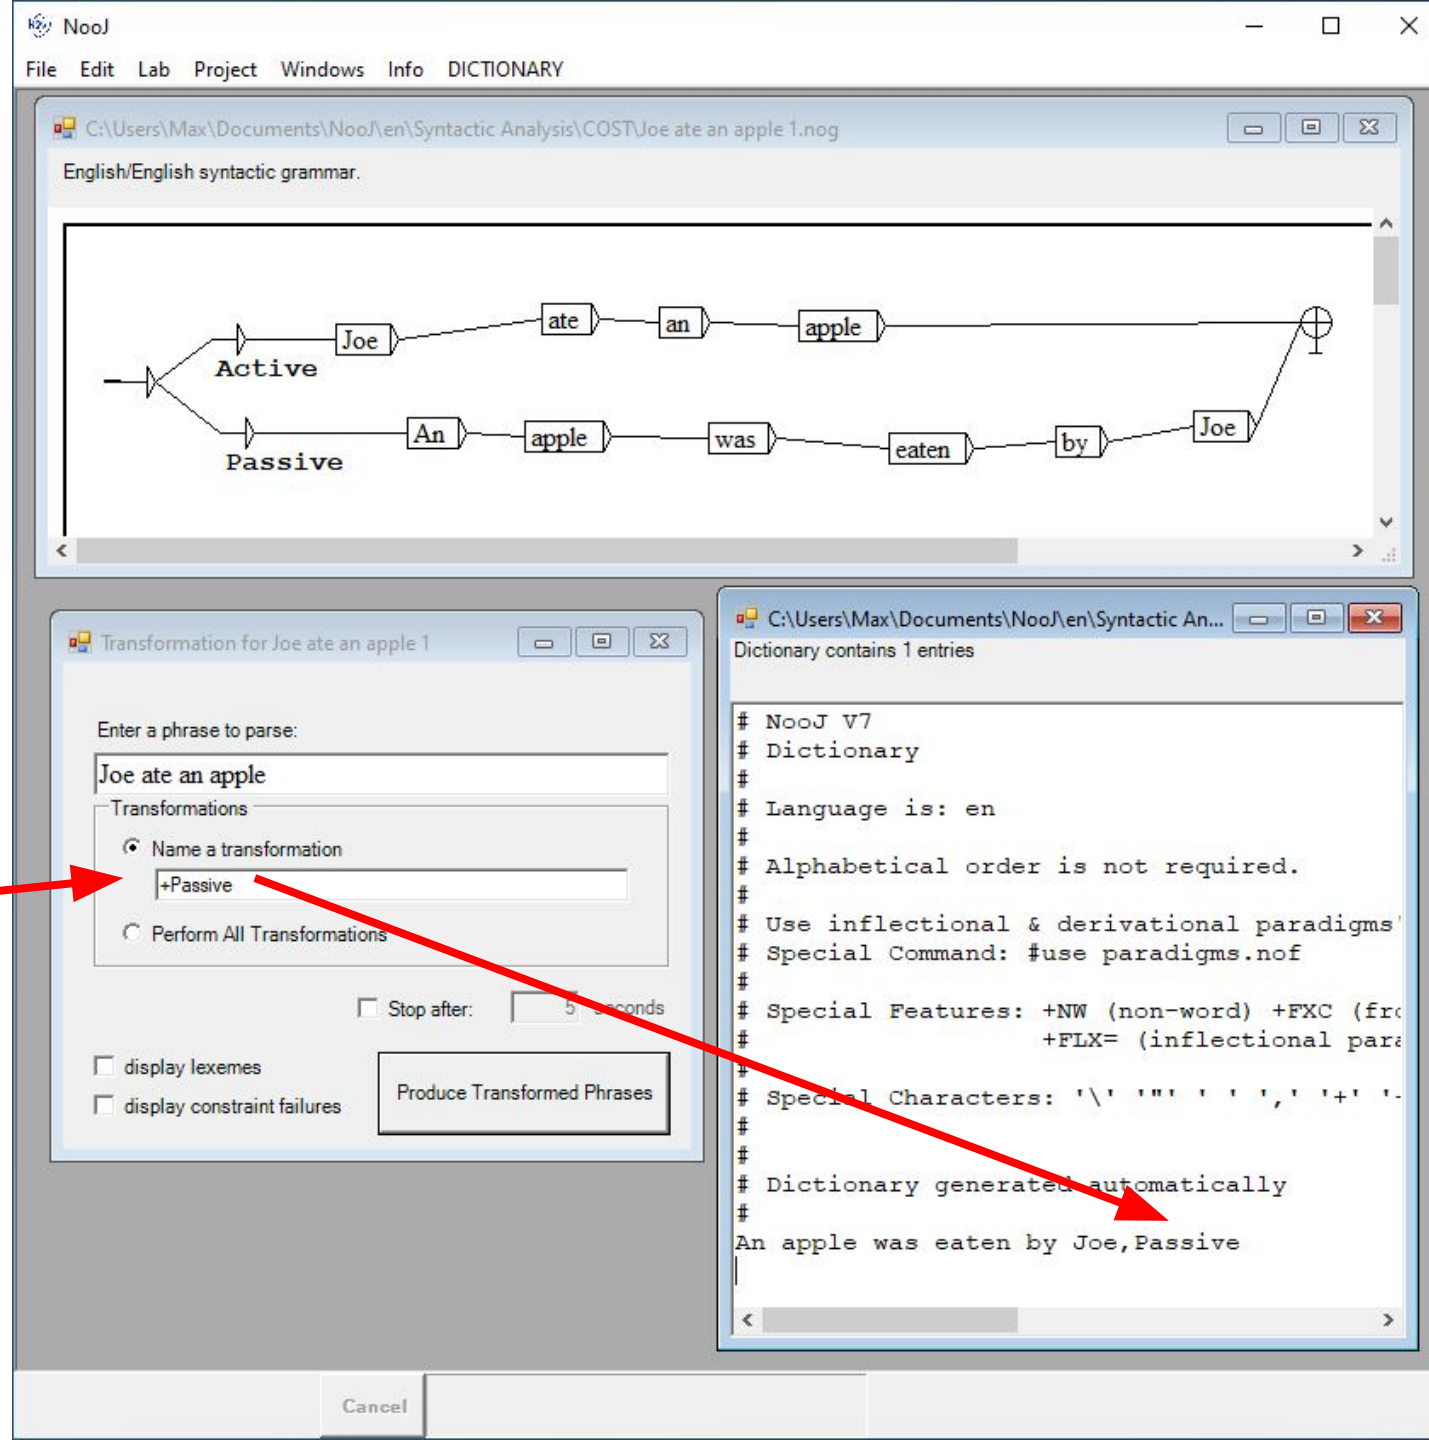 NooJ
File Edit Lab Project Windows Info DICTIONARY
C:\Users\Max\Documents\NooJ\en\Syntactic Analysis\COST\Joe ate an apple 1.nog
English/English syntactic grammar.
Joe ate an apple
Active
An apple was eaten by Joe
Passive
Transformation for Joe ate an apple 1
Enter a phrase to parse:
Joe ate an apple
Transformations
Name a transformation
+Passive
Perform All Transformations
Stop after: 5 seconds
display lexemes
display constraint failures
Produce Transformed Phrases
C:\Users\Max\Documents\NooJ\en\Syntactic An...
Dictionary contains 1 entries
# NooJ V7
# Dictionary
#
# Language is: en
#
# Alphabetical order is not required.
#
# Use inflectional & derivational paradigms'
# Special Command: #use paradigms.nof
#
# Special Features: +NW (non-word) +FXC (fro
# +FLX= (inflectional para
#
# Special Characters: '\' '"' ' ' ',' '+' '-
#
#
# Dictionary generated automatically
#
An apple was eaten by Joe,Passive
Cancel